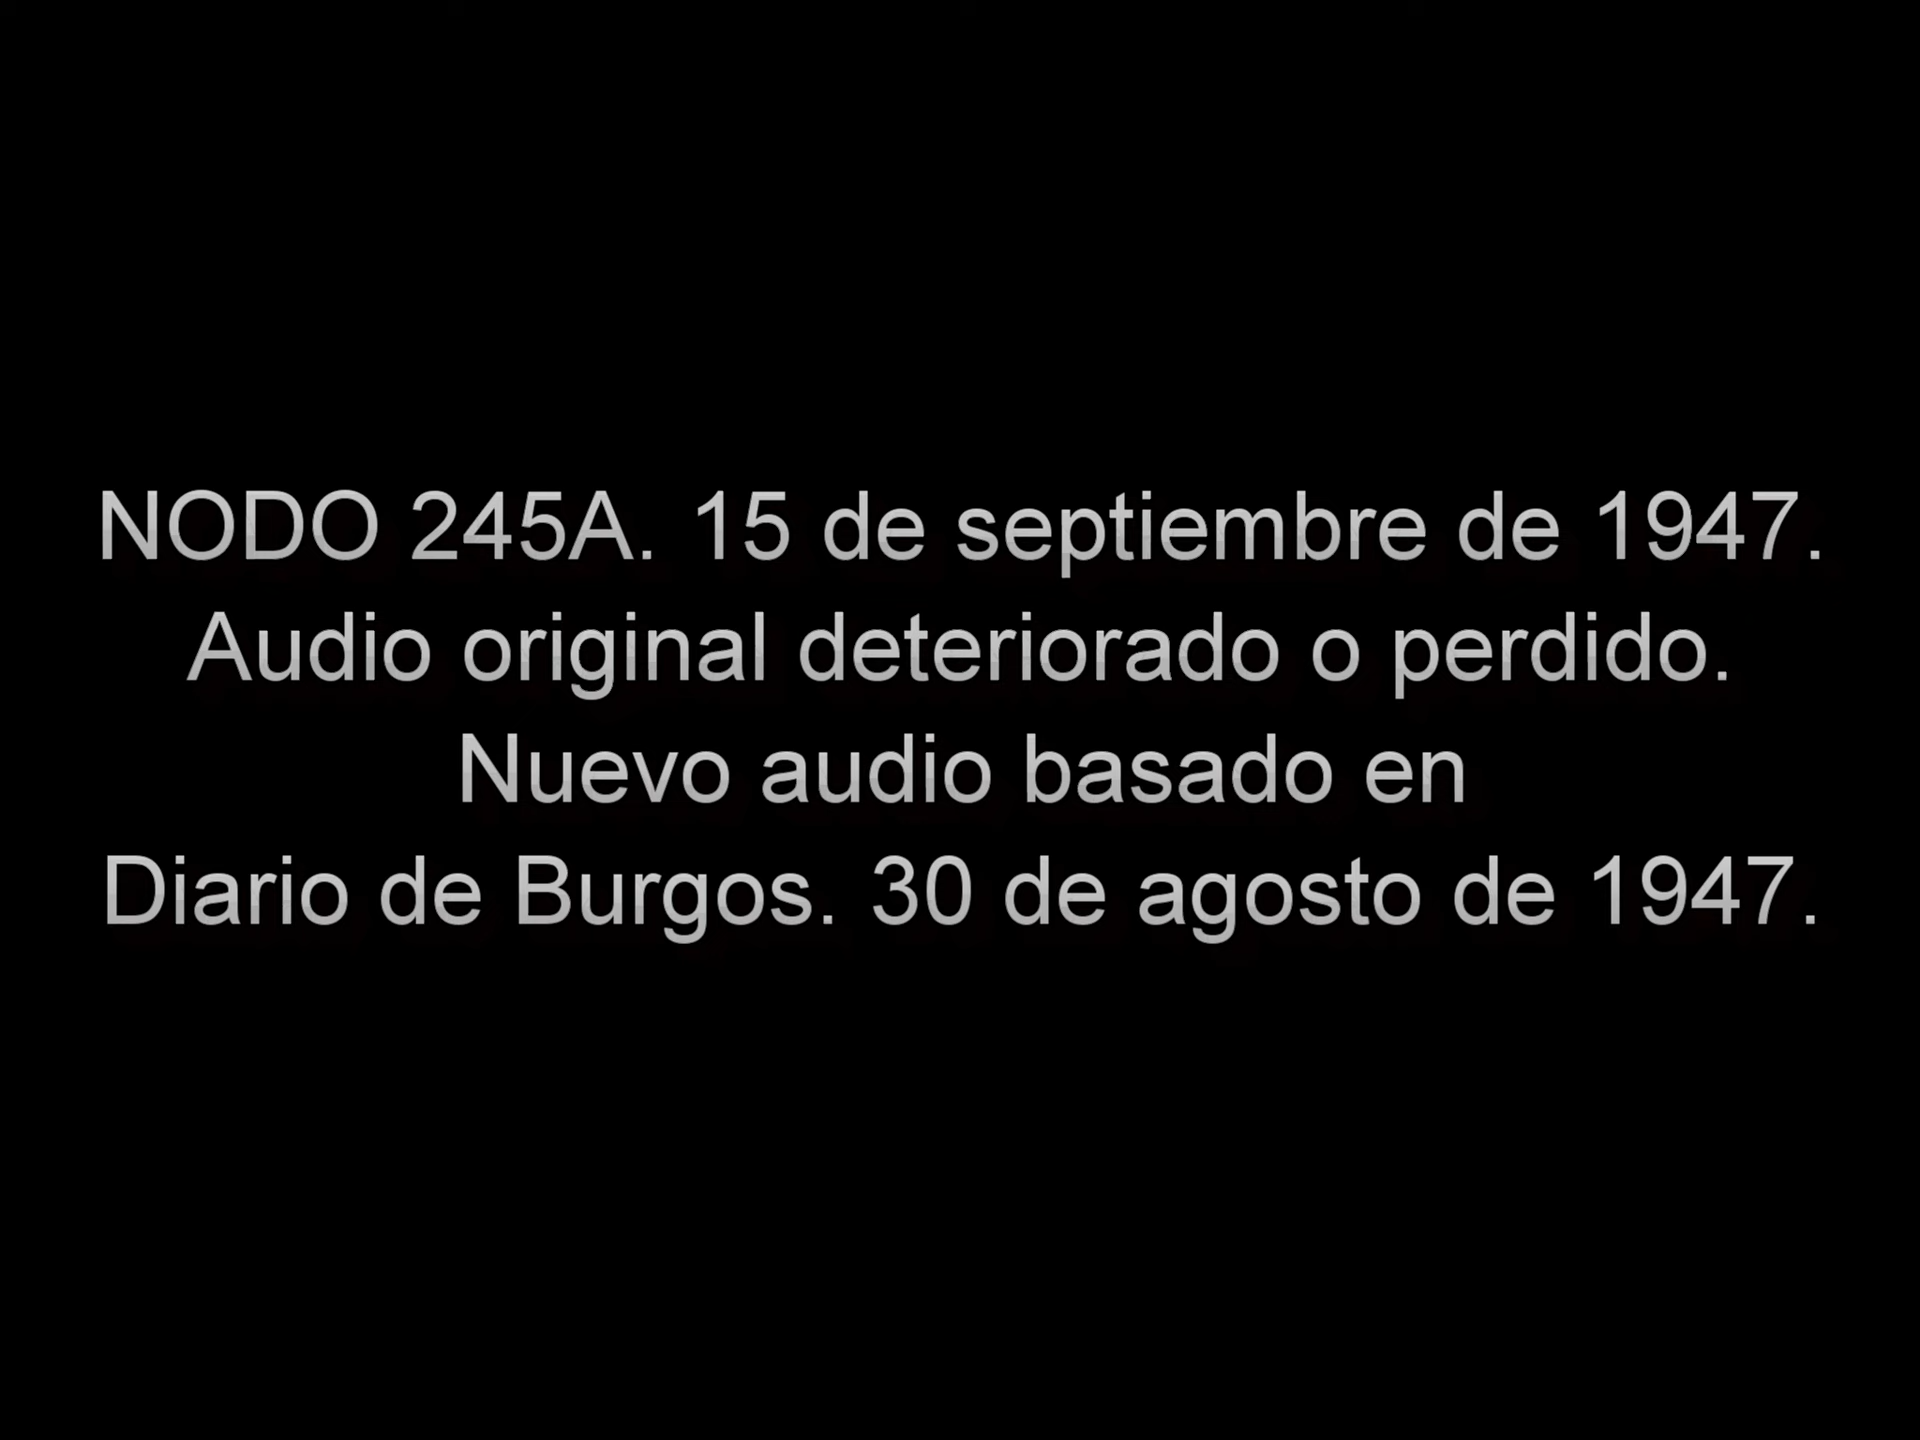 NODO 245A. 15 de septiembre de 1947.
Audio original deteriorado o perdido.
Nuevo audio basado en
Diario de Burgos. 30 de agosto de 1947.